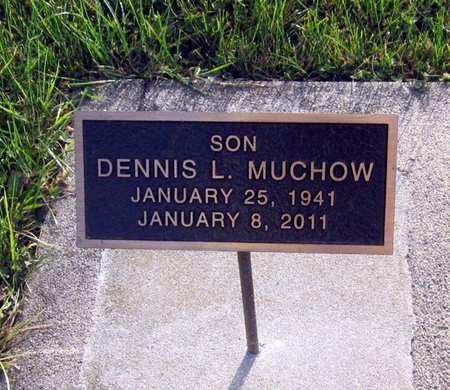 SON
DENNIS L. MUCHOW
JANUARY 25, 1941
JANUARY 8, 2011